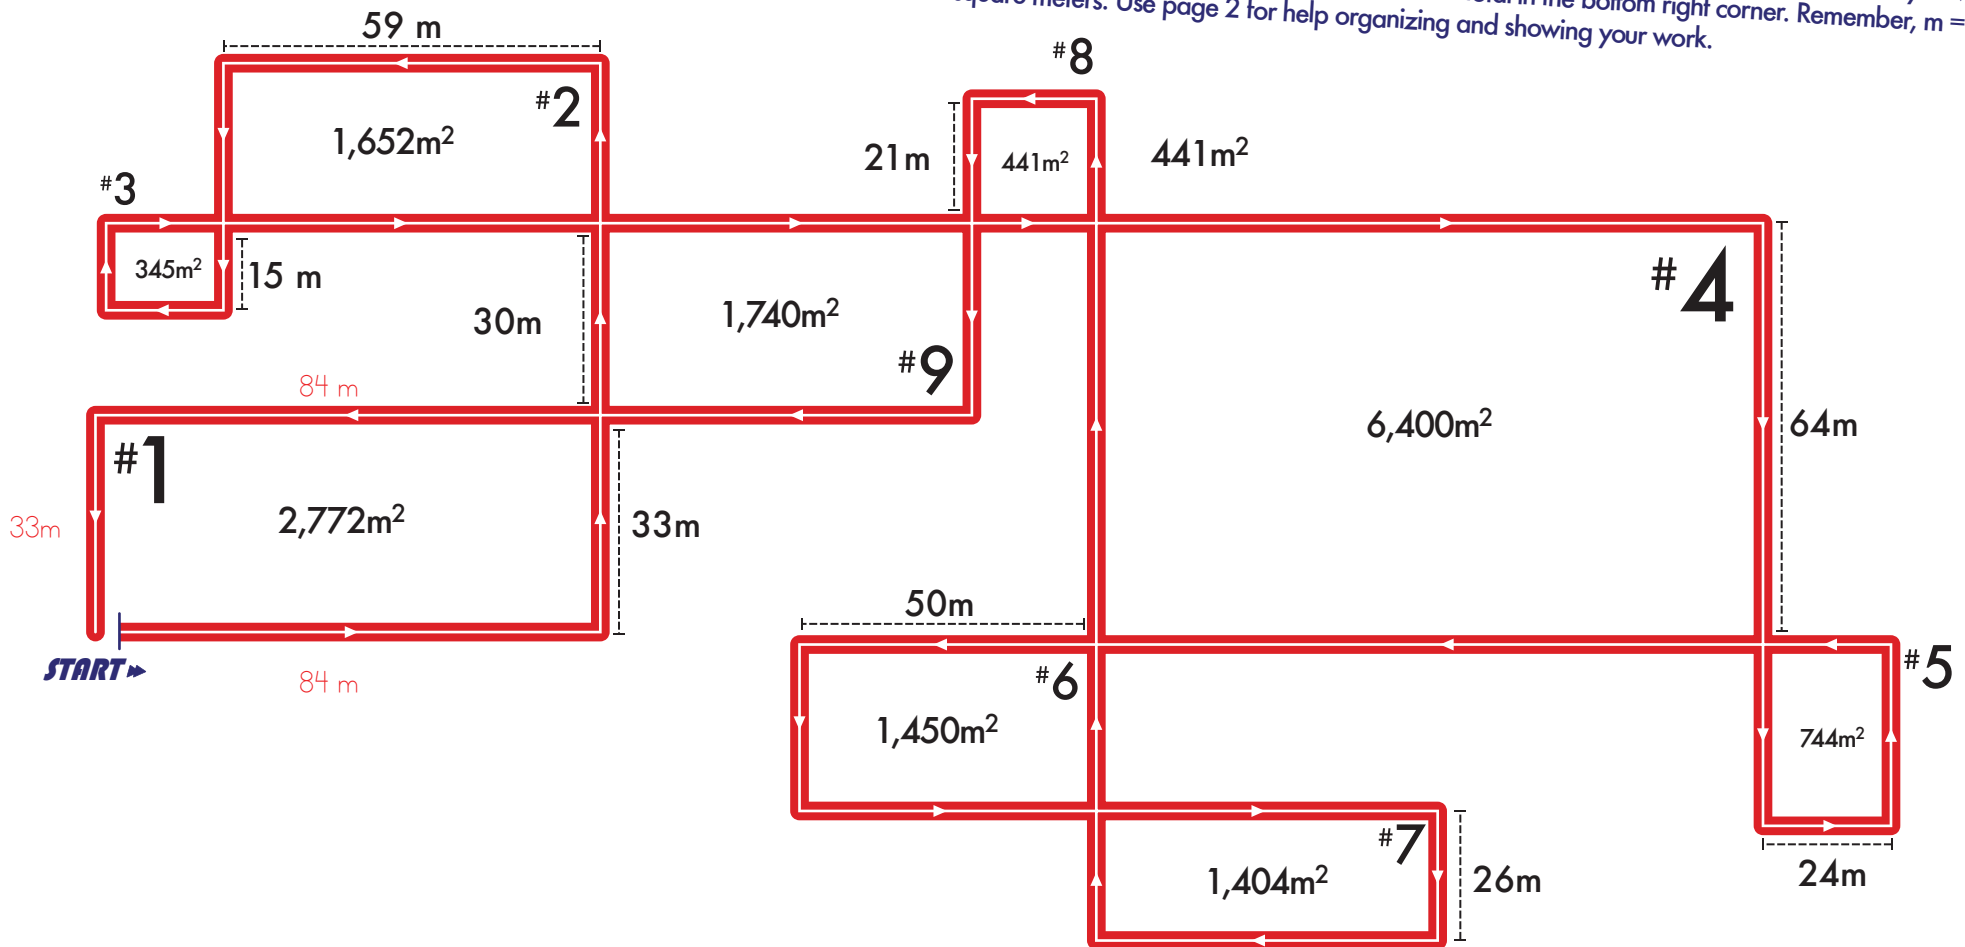 the bottom right corner. Remember, m =
square meters. Use page 2 for help organizing and showing your work.
59 m
#8
#2
1,652m²
21m
441m²
441m²
#3
345m²
15 m
30m
1,740m²
#4
#9
84 m
6,400m²
64m
#1
2,772m²
33m
33m
50m
START
84 m
#6
#5
1,450m²
744m²
#7
1,404m²
26m
24m